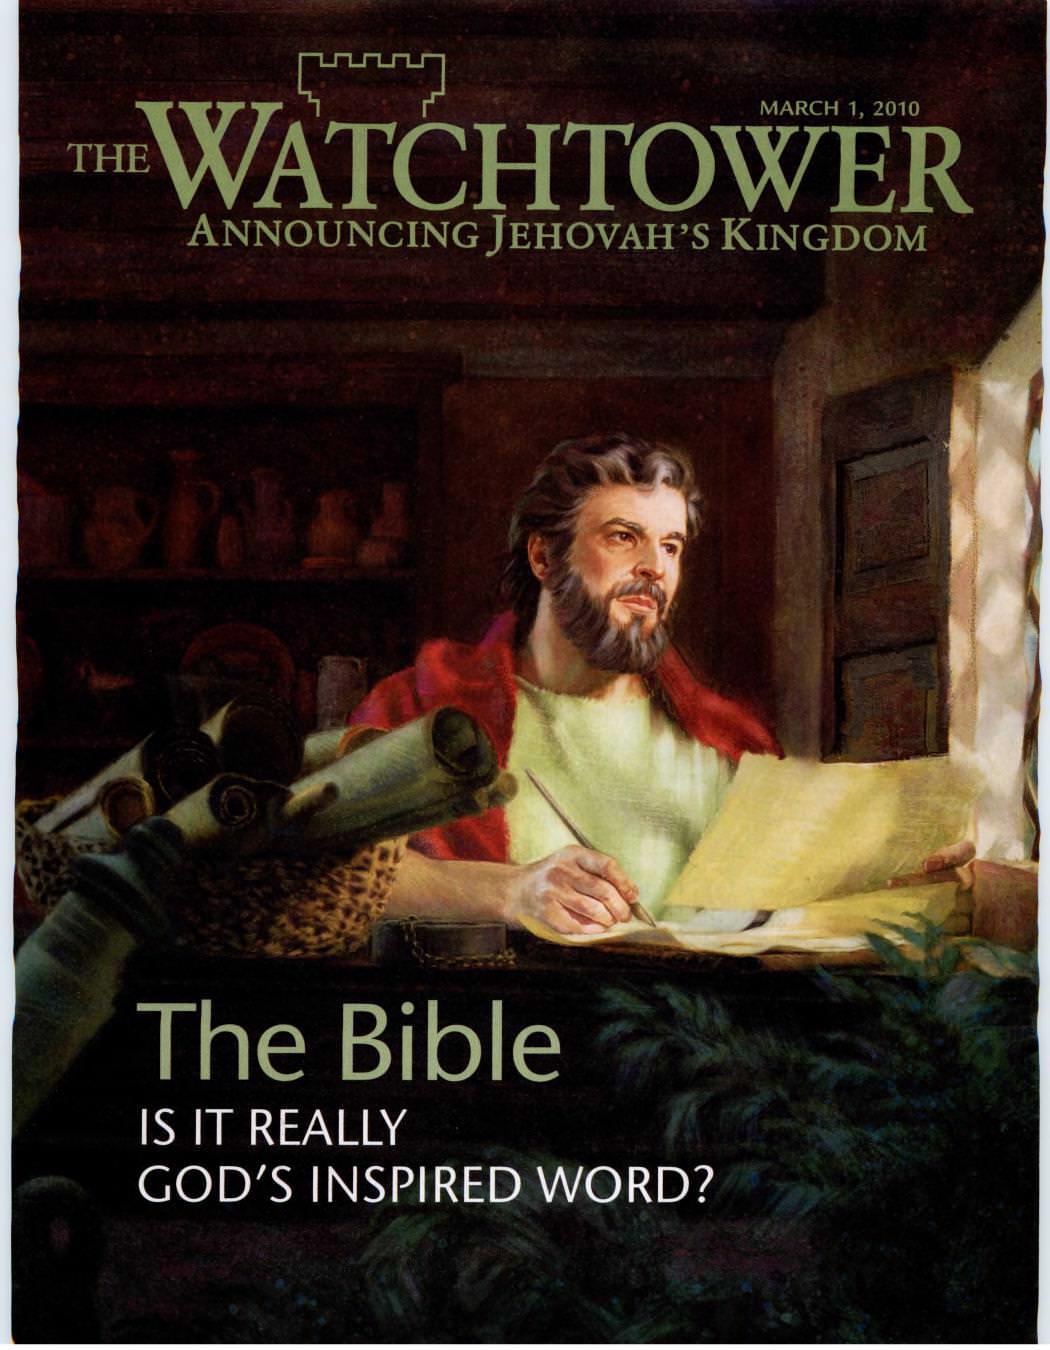 MARCH 1, 2010
THE WATCHTOWER
ANNOUNCING JEHOVAH'S KINGDOM
The Bible
IS IT REALLY
GOD'S INSPIRED WORD?